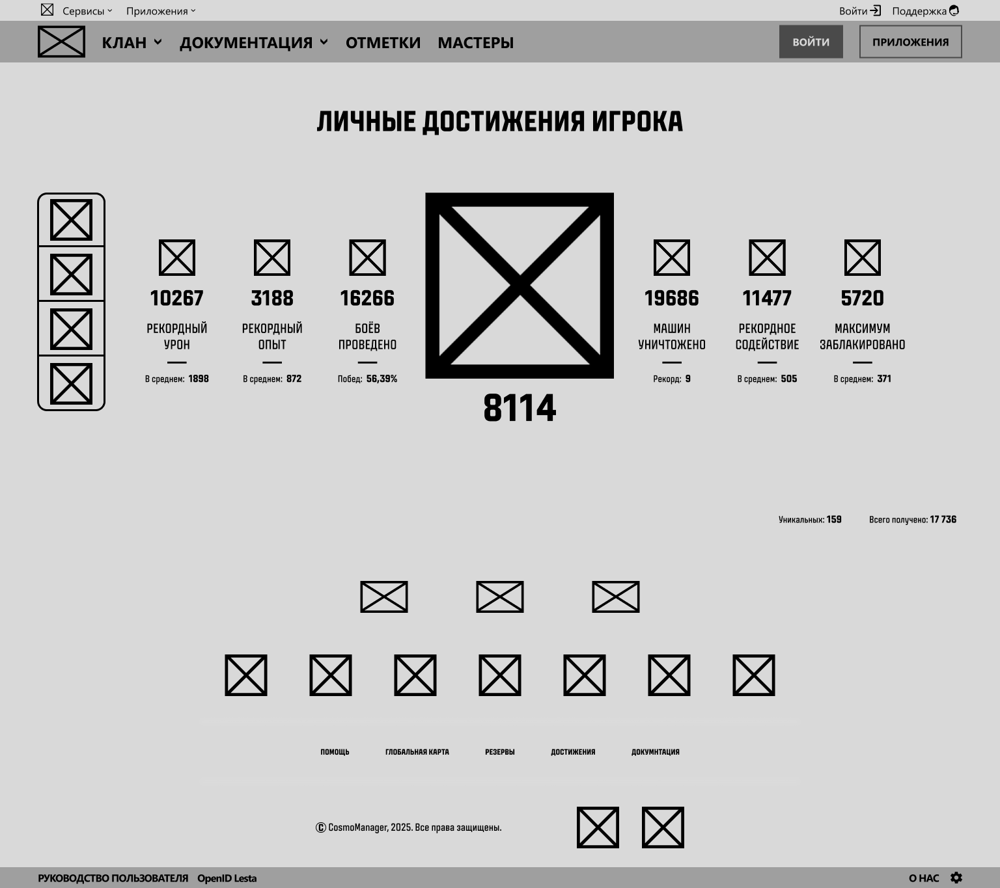 Сервисы Приложения Войти Поддержка
КЛАН ДОКУМЕНТАЦИЯ ОТМЕТКИ МАСТЕРЫ ВОЙТИ ПРИЛОЖЕНИЯ
ЛИЧНЫЕ ДОСТИЖЕНИЯ ИГРОКА
10267
РЕКОРДНЫЙ
УРОН
В среднем: 1898
3188
РЕКОРДНЫЙ
ОПЫТ
В среднем: 872
16266
БОЁВ
ПРОВЕДЕНО
Побед: 56,39%
8114
19686
МАШИН
УНИЧТОЖЕНО
Рекорд: 9
11477
РЕКОРДНОЕ
СОДЕЙСТВИЕ
В среднем: 505
5720
МАКСИМУМ
ЗАБЛАКИРОВАНО
В среднем: 371
Уникальных: 159 Всего получено: 17 736
ПОМОЩЬ ГЛОБАЛЬНАЯ КАРТА РЕЗЕРВЫ ДОСТИЖЕНИЯ ДОКУМНТАЦИЯ
© CosmoManager, 2025. Все права защищены.
РУКОВОДСТВО ПОЛЬЗОВАТЕЛЯ OpenID Lesta О НАС